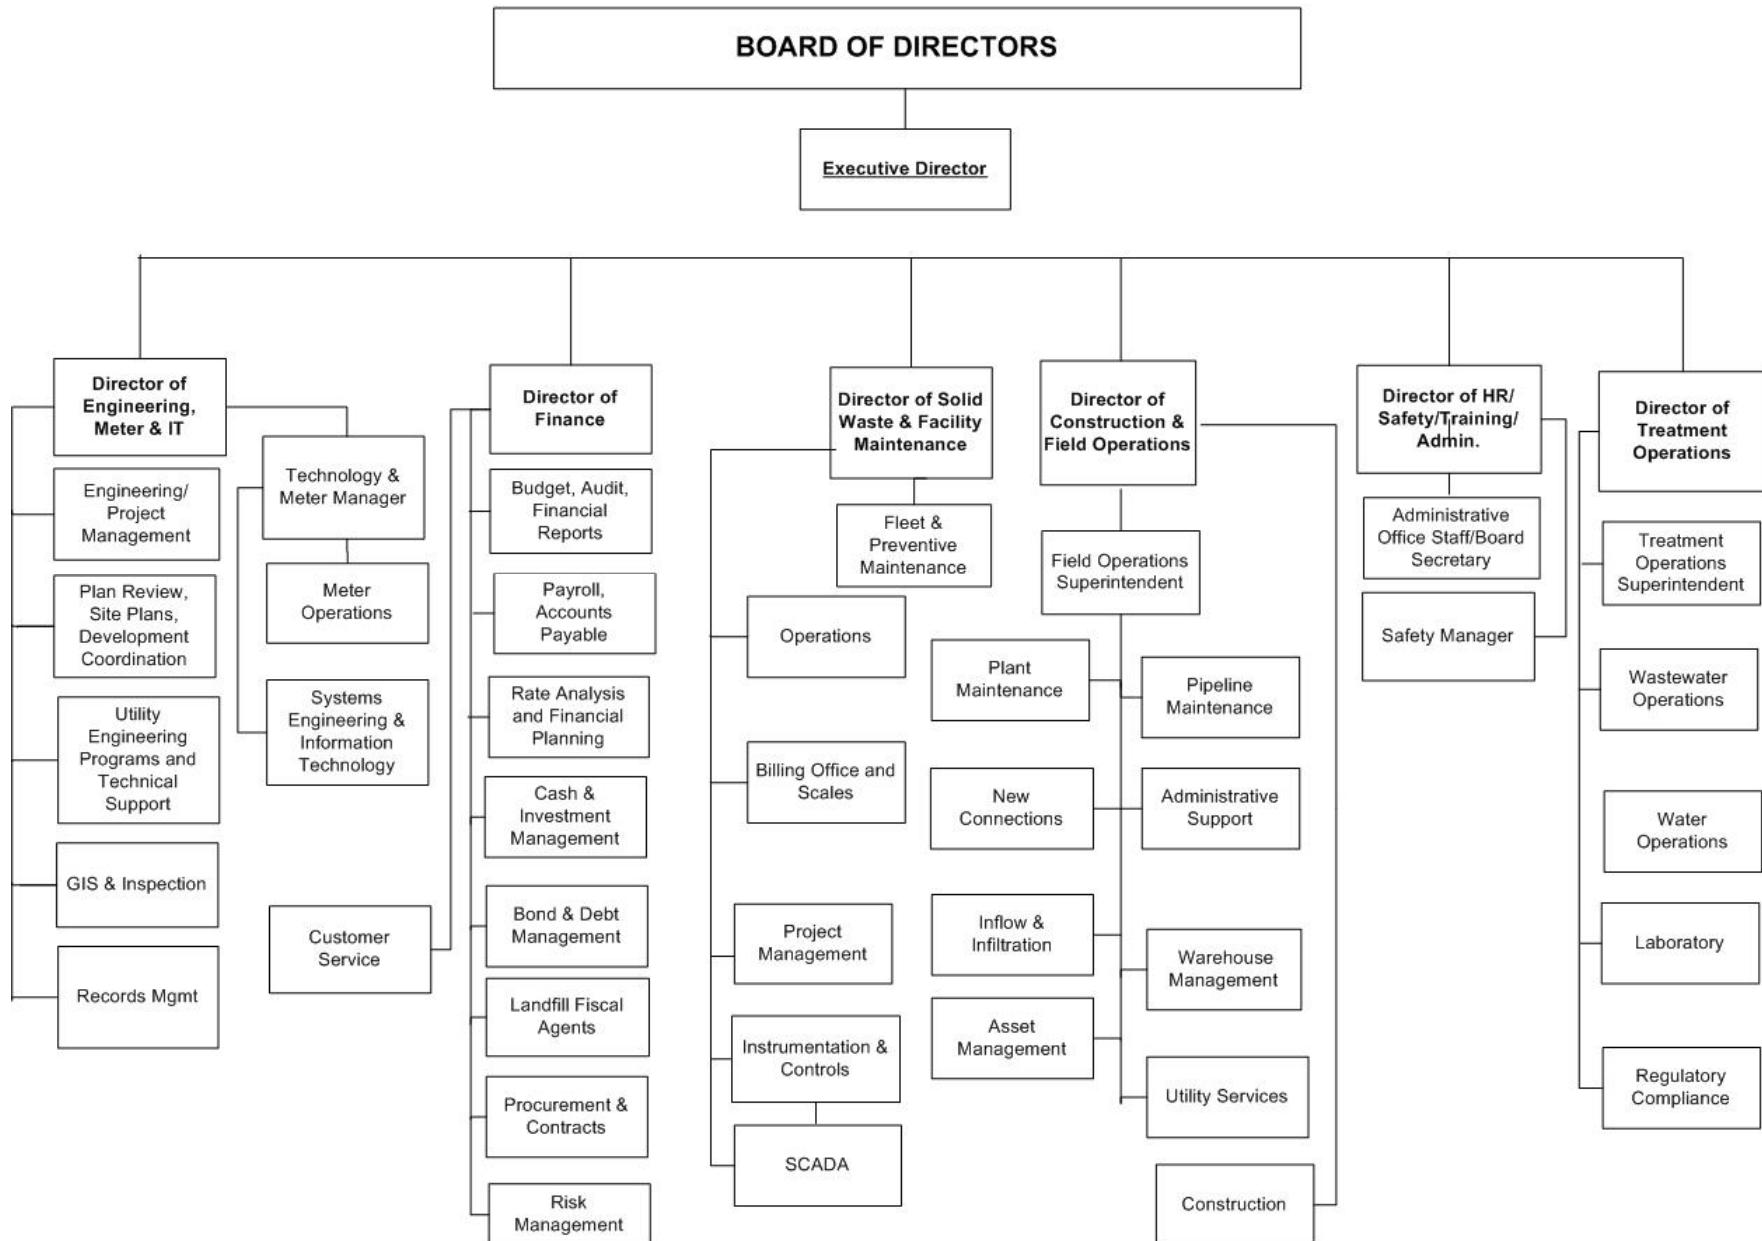 BOARD OF DIRECTORS
Executive Director
Director of
Engineering,
Meter & IT
Engineering/
Project
Management
Plan Review,
Site Plans,
Development
Coordination
Utility
Engineering
Programs and
Technical
Support
GIS & Inspection
Records Mgmt
Technology &
Meter Manager
Meter
Operations
Systems
Engineering &
Information
Technology
Director of
Finance
Budget, Audit,
Financial
Reports
Payroll,
Accounts
Payable
Rate Analysis
and Financial
Planning
Cash &
Investment
Management
Bond & Debt
Management
Landfill Fiscal
Agents
Procurement &
Contracts
Risk
Management
Customer
Service
Director of Solid
Waste & Facility
Maintenance
Fleet &
Preventive
Maintenance
Operations
Billing Office and
Scales
Project
Management
Instrumentation &
Controls
SCADA
Director of
Construction &
Field Operations
Field Operations
Superintendent
Plant
Maintenance
Pipeline
Maintenance
New
Connections
Administrative
Support
Inflow &
Infiltration
Warehouse
Management
Asset
Management
Utility Services
Construction
Director of HR/
Safety/Training/
Admin.
Administrative
Office Staff/Board
Secretary
Safety Manager
Director of
Treatment
Operations
Treatment
Operations
Superintendent
Wastewater
Operations
Water
Operations
Laboratory
Regulatory
Compliance